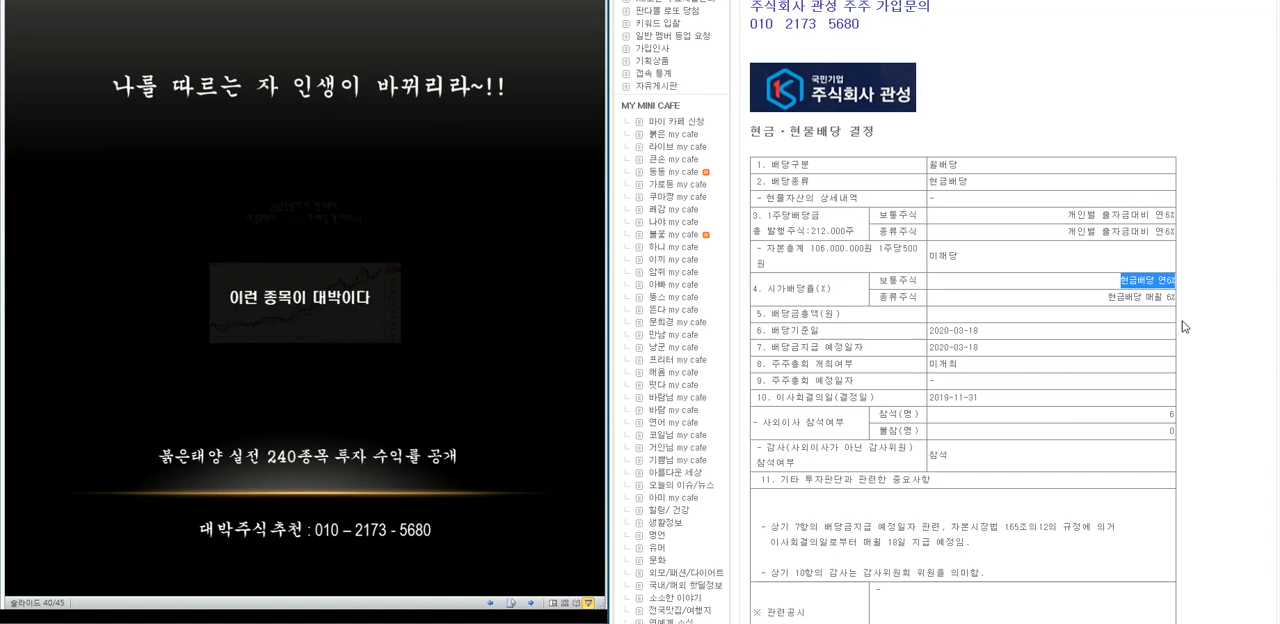 나를 따르는 자 인생이 바뀌리라~!!
이런 종목이 대박이다
붉은태양 실전 240종목 투자 수익률 공개
대박주식추천 : 010 – 2173 - 5680
슬라이드 40/45
판다몰 로또 당첨
키워드 입찰
일반 멤버 등업 요청
가입인사
기획상품
접속 통계
자유게시판
MY MINI CAFE
마이 카페 신청
붉은 my cafe
라이브 my cafe
큰손 my cafe
동동 my cafe
가로등 my cafe
쿠마짱 my cafe
쾌감 my cafe
나야 my cafe
불꽃 my cafe
하니 my cafe
이끼 my cafe
얌쥐 my cafe
아빠 my cafe
똥스 my cafe
뜬다 my cafe
문희경 my cafe
만남 my cafe
낭군 my cafe
프리터 my cafe
해윰 my cafe
떳다 my cafe
바람님 my cafe
바람 my cafe
연어 my cafe
코일님 my cafe
거인님 my cafe
기쁨님 my cafe
아름다운 세상
오늘의 이슈/뉴스
아미 my cafe
힐링/ 건강
생활정보
명언
유머
문화
외모/패션/다이어트
국내/해외 핫딜정보
소소한 이야기
전국맛집/여행지
연예계 소식
주식회사 관성 주주 가입문의
010 2173 5680
국민기업
주식회사 관성
현금ㆍ현물배당 결정
1. 배당구분 월배당
2. 배당종류 현금배당
- 현물자산의 상세내역 -
3. 1주당배당금
총 발행주식:212.000주
보통주식 개인별 출자금대비 연6%
종류주식 개인별 출자금대비 연6%
- 자본총계 106.000.000원 1주당500
원
미해당
4. 시가배당률(%)
보통주식 현금배당 연6%
종류주식 현금배당 매월 6%
5. 배당금총액(원)
6. 배당기준일 2020-03-18
7. 배당금지급 예정일자 2020-03-18
8. 주주총회 개최여부 미개최
9. 주주총회 예정일자 -
10. 이사회결의일(결정일) 2019-11-31
- 사외이사 참석여부
참석(명) 6
불참(명) 0
- 감사(사외이사가 아닌 감사위원)
참석여부
참석
11. 기타 투자판단과 관련한 중요사항
- 상기 7항의 배당금지급 예정일자 관련, 자본시장법 165조의12의 규정에 의거
이사회결의일로부터 매월 18일 지급 예정임.
- 상기 10항의 감사는 감사위원회 위원을 의미함.
※ 관련공시
-